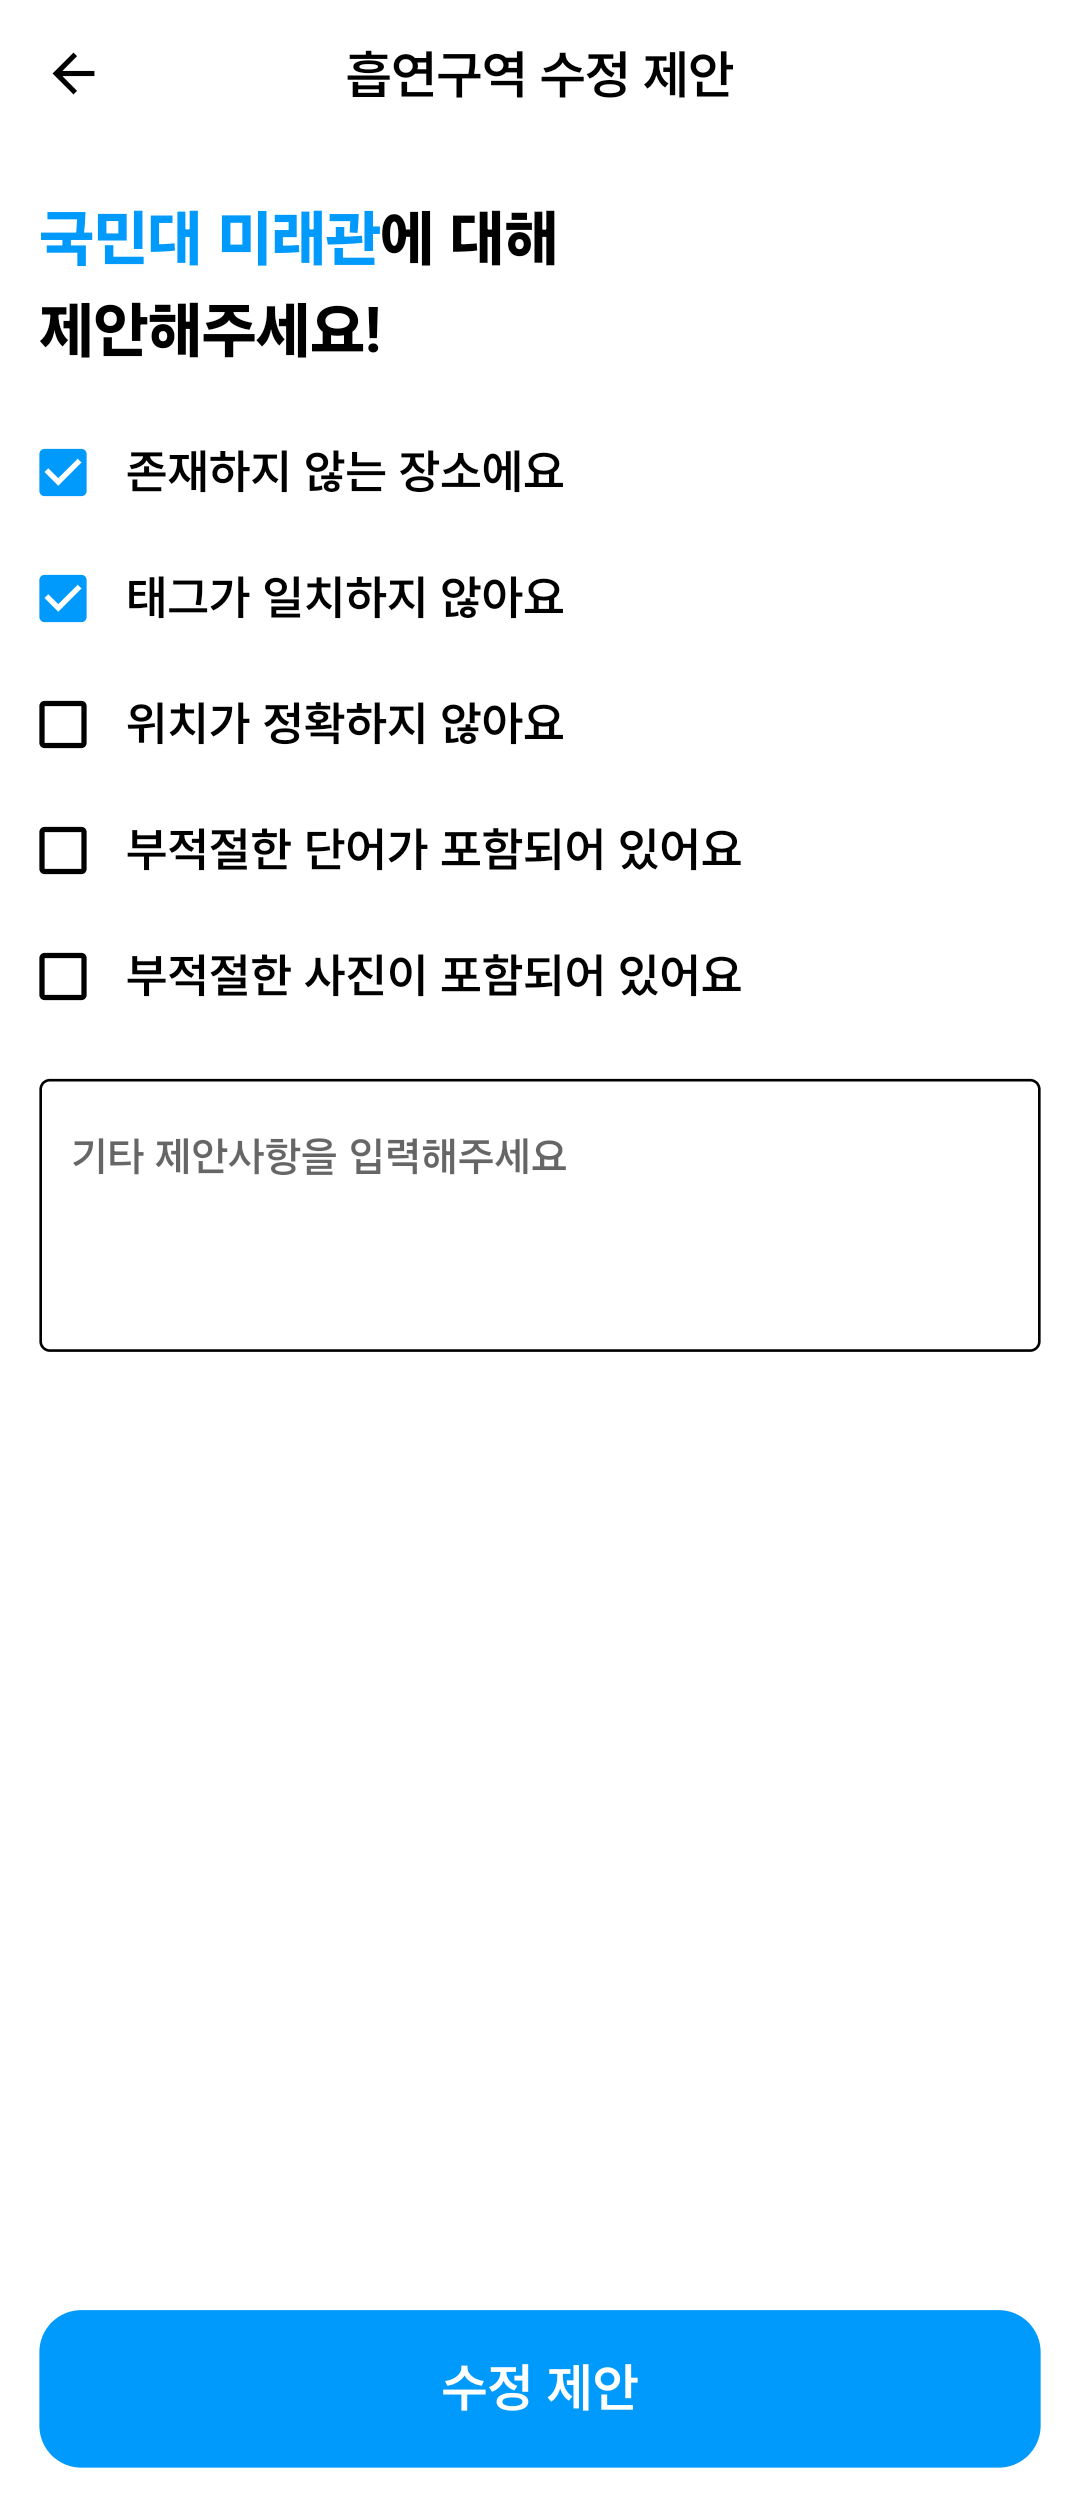 흡연구역 수정 제안
국민대 미래관에 대해
제안해주세요!
존재하지 않는 장소에요
태그가 일치하지 않아요
위치가 정확하지 않아요
부적절한 단어가 포함되어 있어요
부적절한 사진이 포함되어 있어요
기타 제안사항을 입력해 주세요
수정 제안